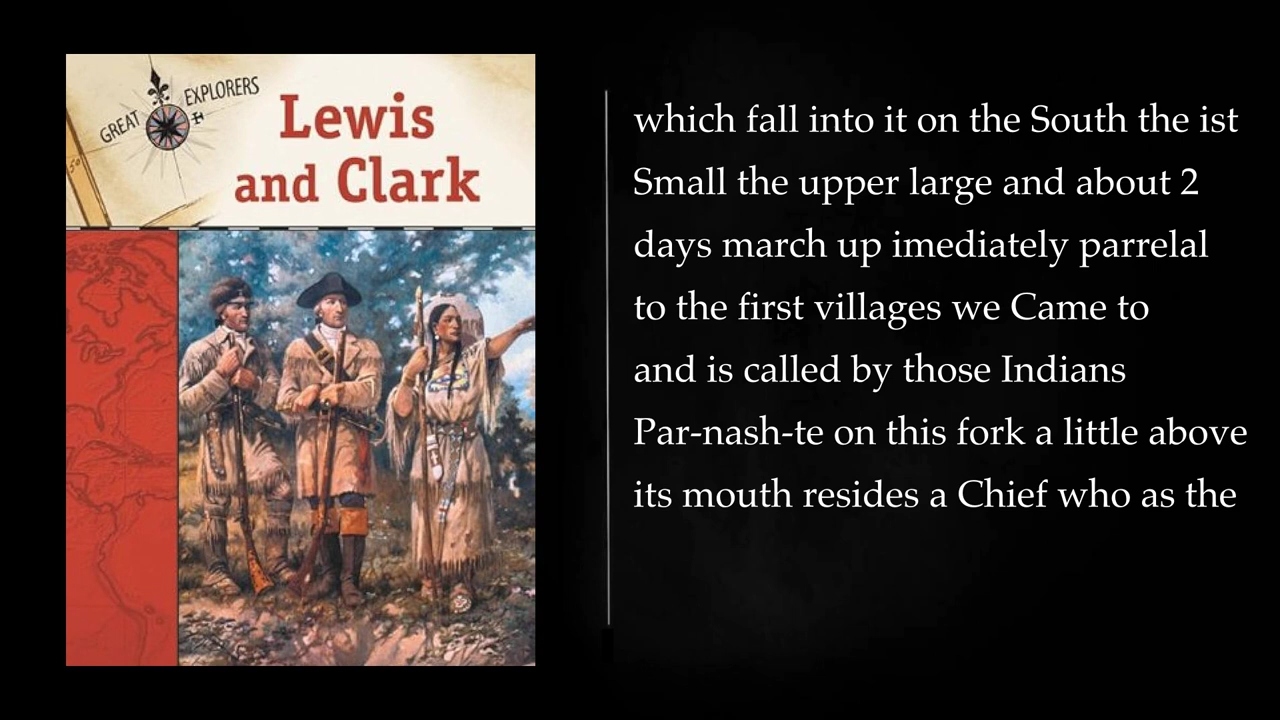 GREAT EXPLORERS
Lewis
and Clark
50
which fall into it on the South the ist
Small the upper large and about 2
days march up imediately parrelal
to the first villages we Came to
and is called by those Indians
Par-nash-te on this fork a little above
its mouth resides a Chief who as the